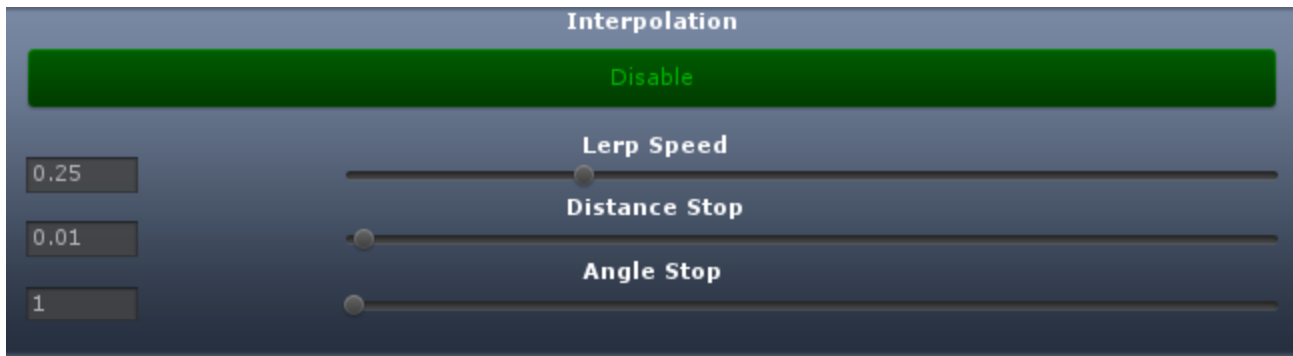 Interpolation
Disable
Lerp Speed
0.25
Distance Stop
0.01
Angle Stop
1